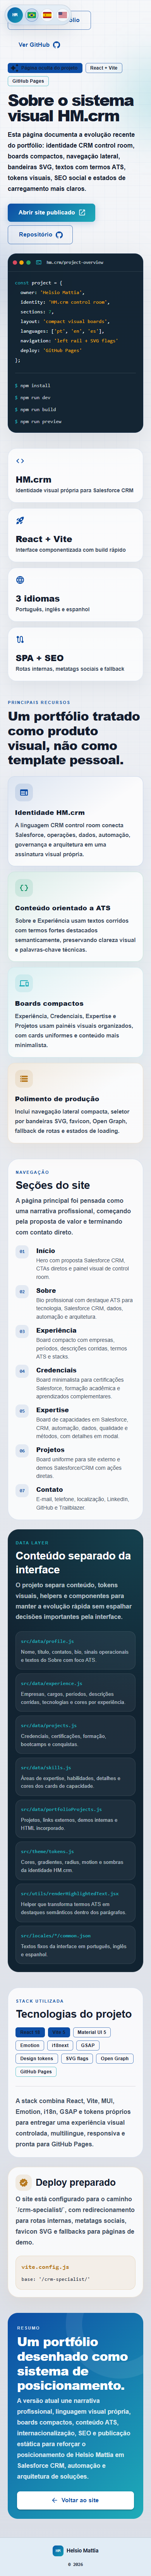 HM
Ver GitHub
React + Vite
GitHub Pages
Sobre o sistema
visual HM.crm
Esta página documenta a evolução recente
do portfólio: identidade CRM control room,
boards compactos, navegação lateral,
bandeiras SVG, textos com termos ATS,
tokens visuais, SEO social e estados de
carregamento mais claros.
Abrir site publicado
Repositório
hm.crm/project-overview
const project = {
owner: 'Helsio Mattia',
identity: 'HM.crm control room',
sections: 7,
layout: 'compact visual boards',
languages: ['pt', 'en', 'es'],
navigation: 'left rail + SVG flags'
deploy: 'GitHub Pages'
};
$ npm install
$ npm run dev
$ npm run build
$ npm run preview
HM.crm
Identidade visual própria para Salesforce CRM
React + Vite
Interface componentizada com build rápido
3 idiomas
Português, inglês e espanhol
SPA + SEO
Rotas internas, metatags sociais e fallback
PRINCIPAIS RECURSOS
Um portfólio tratado
como produto
visual, não como
template pessoal.
Identidade HM.crm
A linguagem CRM control room conecta
Salesforce, operações, dados, automação,
governança e arquitetura em uma
assinatura visual própria.
Conteúdo orientado a ATS
Sobre e Experiência usam textos corridos
com termos fortes destacados
semanticamente, preservando clareza visual
e palavras-chave técnicas.
Boards compactos
Experiência, Credenciais, Expertise e
Projetos usam painéis visuais organizados,
com cards uniformes e conteúdo mais
minimalista.
Polimento de produção
Inclui navegação lateral compacta, seletor
por bandeiras SVG, favicon, Open Graph,
fallback de rotas e estados de loading.
NAVEGAÇÃO
Seções do site
A página principal foi pensada como
uma narrativa profissional, começando
pela proposta de valor e terminando
com contato direto.
01
Início
Hero com proposta Salesforce CRM,
CTAs diretos e painel visual de control
room.
02
Sobre
Bio profissional com destaque ATS para
tecnologia, Salesforce CRM, dados,
automação e arquitetura
03
Experiência
Board compacto com empresas,
períodos, descrições corridas, termos
ATS e stacks.
04
Credenciais
Board minimalista para certificações
Salesforce, formação acadêmica e
aprendizados complementares.
05
Expertise
Board de capacidades em Salesforce,
CRM, automação, dados, qualidade e
métodos, com detalhes em modal.
06
Projetos
Board uniforme para site externo e
demos Salesforce/CRM com ações
diretas.
07
Contato
E-mail, telefone, localização, LinkedIn,
GitHub e Trailblazer
DATA LAYER
Conteúdo separado da
interface
O projeto separa conteúdo, tokens
visuais, helpers e componentes para
manter a evolução rápida sem espalhar
decisões importantes pela interface.
src/data/profile.js
Nome, título, contatos, bio, sinais operacionais
e textos de Sobre com foco ATS.
src/data/experience.js
Empresas, cargos, períodos, descrições
corridas, tecnologias e cores por experiência.
src/data/projects.js
Credenciais, certificações, formação,
bootcamps e conquistas.
src/data/skills.js
Áreas de expertise, habilidades, detalhes e
cores dos cards de capacidade.
src/data/portfolioProjects.js
Projetos, links externos, demos internas e
HTML incorporado.
src/theme/tokens.js
Cores, gradientes, radius, motion e sombras
da identidade HM.crm.
src/utils/renderHighlightedText.jsx
Helper que transforma termos ATS em
destaques semânticos dentro dos parágrafos.
src/locales/*/common.json
Textos fixos da interface em português, inglês
e espanhol.
STACK UTILIZADA
Tecnologias do projeto
Material UI 5
Emotion
i18next
GSAP
Design tokens
SVG flags
Open Graph
GitHub Pages
A stack combina React, Vite, MUI,
Emotion, i18n, GSAP e tokens próprios
para entregar uma experiência visual
controlada, multilíngue, responsiva e
pronta para GitHub Pages.
Deploy preparado
O site está configurado para o caminho
`/crm-specialist/`, com redirecionamento
para rotas internas, metatags sociais,
favicon SVG e fallbacks para páginas de
demo.
vite.config.js
base: '/crm-specialist/'
RESUMO
Um portfólio
desenhado como
sistema de
posicionamento.
A versão atual une narrativa
profissional, linguagem visual própria,
boards compactos, conteúdo ATS,
internacionalização, SEO e publicação
estática para reforçar o
posicionamento de Helsio Mattia em
Salesforce CRM, automação e
arquitetura de soluções.
Voltar ao site
HM
Helsio Mattia
© 2026